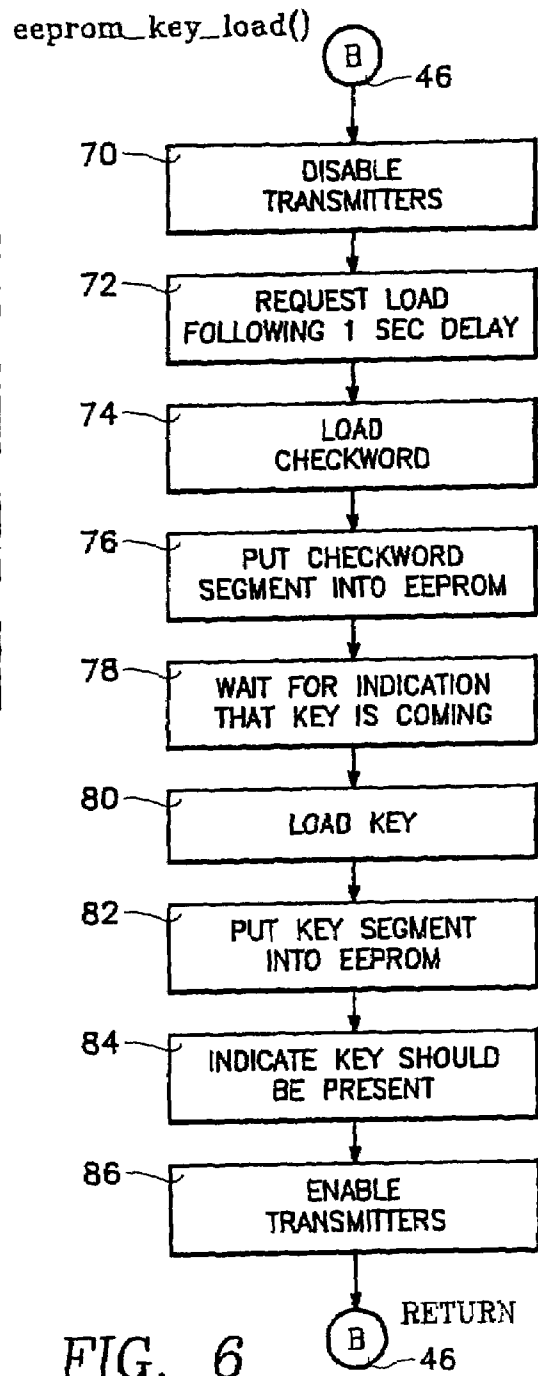 eeprom_key_load()
B
46
70
DISABLE
TRANSMITTERS
72
REQUEST LOAD
FOLLOWING 1 SEC DELAY
74
LOAD
CHECKWORD
76
PUT CHECKWORD
SEGMENT INTO EEPROM
78
WAIT FOR INDICATION
THAT KEY IS COMING
80
LOAD KEY
82
PUT KEY SEGMENT
INTO EEPROM
84
INDICATE KEY SHOULD
BE PRESENT
86
ENABLE
TRANSMITTERS
B
RETURN
46
FIG. 6